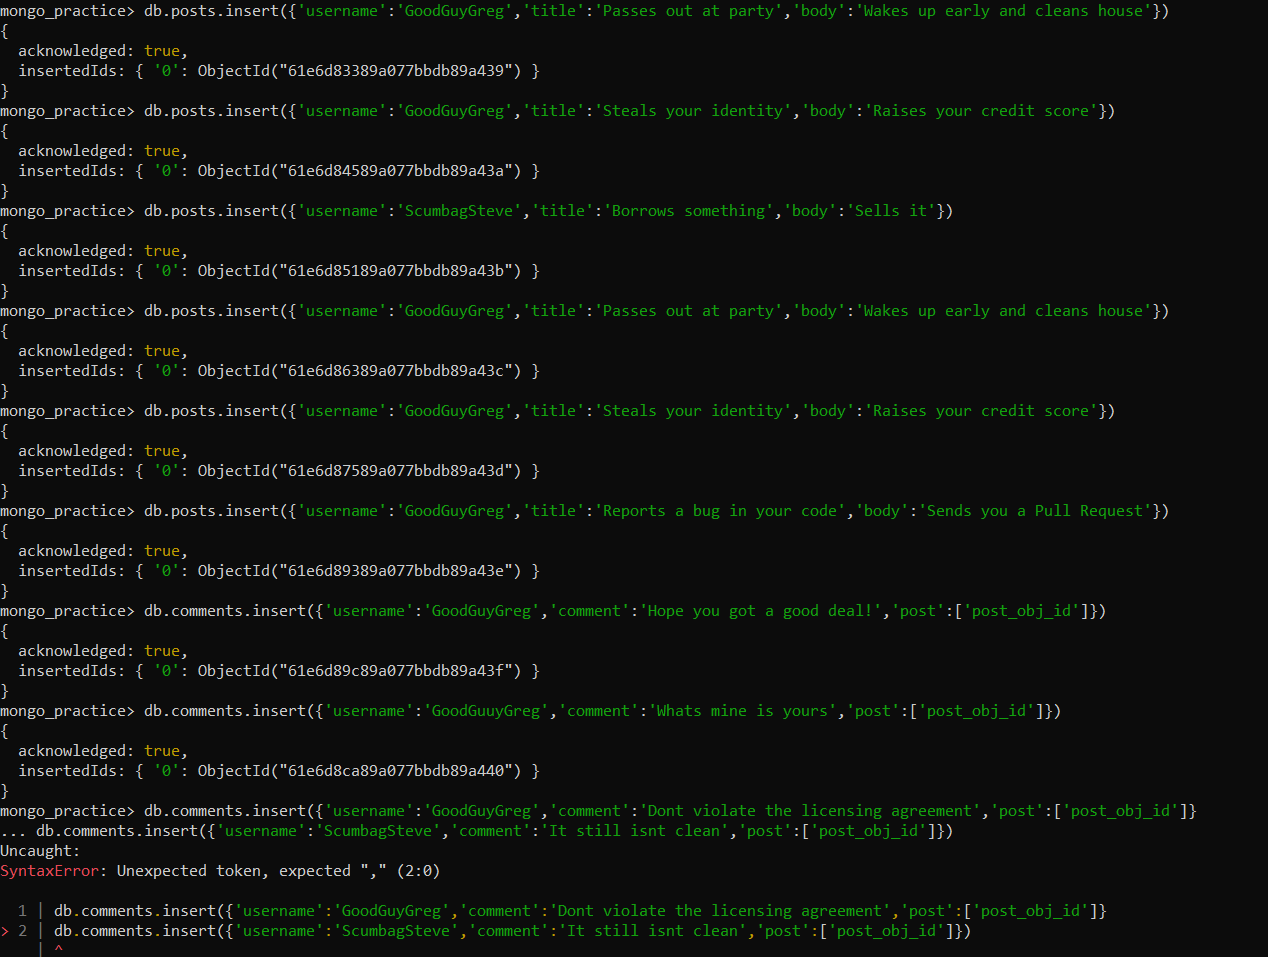 mongo_practice> db.posts.insert({'username':'GoodGuyGreg','title':'Passes out at party','body':'Wakes up early and cleans house'})
{
  acknowledged: true,
  insertedIds: { '0': ObjectId("61e6d83389a077bbdb89a439") }
}
mongo_practice> db.posts.insert({'username':'GoodGuyGreg','title':'Steals your identity','body':'Raises your credit score'})
{
  acknowledged: true,
  insertedIds: { '0': ObjectId("61e6d84589a077bbdb89a43a") }
}
mongo_practice> db.posts.insert({'username':'ScumbagSteve','title':'Borrows something','body':'Sells it'})
{
  acknowledged: true,
  insertedIds: { '0': ObjectId("61e6d85189a077bbdb89a43b") }
}
mongo_practice> db.posts.insert({'username':'GoodGuyGreg','title':'Passes out at party','body':'Wakes up early and cleans house'})
{
  acknowledged: true,
  insertedIds: { '0': ObjectId("61e6d86389a077bbdb89a43c") }
}
mongo_practice> db.posts.insert({'username':'GoodGuyGreg','title':'Steals your identity','body':'Raises your credit score'})
{
  acknowledged: true,
  insertedIds: { '0': ObjectId("61e6d87589a077bbdb89a43d") }
}
mongo_practice> db.posts.insert({'username':'GoodGuyGreg','title':'Reports a bug in your code','body':'Sends you a Pull Request'})
{
  acknowledged: true,
  insertedIds: { '0': ObjectId("61e6d89389a077bbdb89a43e") }
}
mongo_practice> db.comments.insert({'username':'GoodGuyGreg','comment':'Hope you got a good deal!','post':['post_obj_id']})
{
  acknowledged: true,
  insertedIds: { '0': ObjectId("61e6d89c89a077bbdb89a43f") }
}
mongo_practice> db.comments.insert({'username':'GoodGuuyGreg','comment':'Whats mine is yours','post':['post_obj_id']})
{
  acknowledged: true,
  insertedIds: { '0': ObjectId("61e6d8ca89a077bbdb89a440") }
}
mongo_practice> db.comments.insert({'username':'GoodGuyGreg','comment':'Dont violate the licensing agreement','post':['post_obj_id']}
... db.comments.insert({'username':'ScumbagSteve','comment':'It still isnt clean','post':['post_obj_id']})
Uncaught:
SyntaxError: Unexpected token, expected "," (2:0)
  1 | db.comments.insert({'username':'GoodGuyGreg','comment':'Dont violate the licensing agreement','post':['post_obj_id']}
> 2 | db.comments.insert({'username':'ScumbagSteve','comment':'It still isnt clean','post':['post_obj_id']})
    | ^